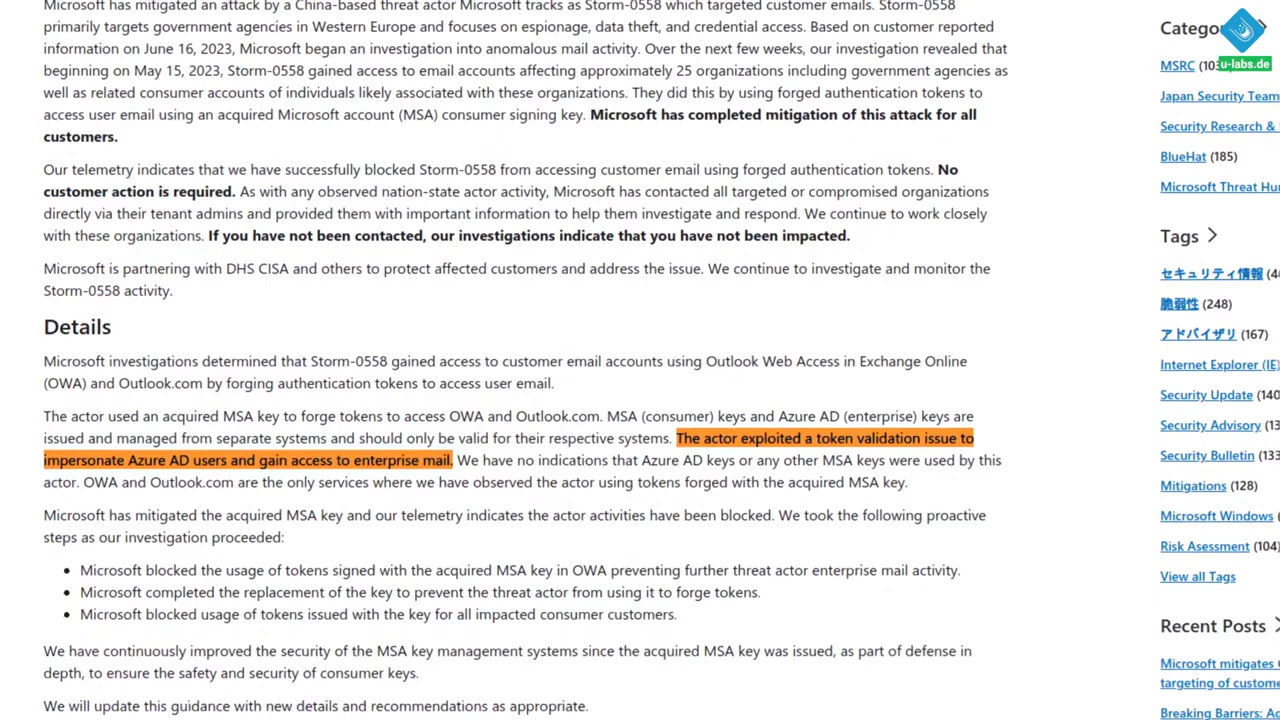 Microsoft has mitigated an attack by a China-based threat actor Microsoft tracks as Storm-0558 which targeted customer emails. Storm-0558
primarily targets government agencies in Western Europe and focuses on espionage, data theft, and credential access. Based on customer reported
information on June 16, 2023, Microsoft began an investigation into anomalous mail activity. Over the next few weeks, our investigation revealed that
beginning on May 15, 2023, Storm-0558 gained access to email accounts affecting approximately 25 organizations including government agencies as
well as related consumer accounts of individuals likely associated with these organizations. They did this by using forged authentication tokens to
access user email using an acquired Microsoft account (MSA) consumer signing key. Microsoft has completed mitigation of this attack for all
customers.
Our telemetry indicates that we have successfully blocked Storm-0558 from accessing customer email using forged authentication tokens. No
customer action is required. As with any observed nation-state actor activity, Microsoft has contacted all targeted or compromised organizations
directly via their tenant admins and provided them with important information to help them investigate and respond. We continue to work closely
with these organizations. If you have not been contacted, our investigations indicate that you have not been impacted.
Microsoft is partnering with DHS CISA and others to protect affected customers and address the issue. We continue to investigate and monitor the
Storm-0558 activity.
Details
Microsoft investigations determined that Storm-0558 gained access to customer email accounts using Outlook Web Access in Exchange Online
(OWA) and Outlook.com by forging authentication tokens to access user email.
The actor used an acquired MSA key to forge tokens to access OWA and Outlook.com. MSA (consumer) keys and Azure AD (enterprise) keys are
issued and managed from separate systems and should only be valid for their respective systems. The actor exploited a token validation issue to
impersonate Azure AD users and gain access to enterprise mail. We have no indications that Azure AD keys or any other MSA keys were used by this
actor. OWA and Outlook.com are the only services where we have observed the actor using tokens forged with the acquired MSA key.
Microsoft has mitigated the acquired MSA key and our telemetry indicates the actor activities have been blocked. We took the following proactive
steps as our investigation proceeded:
• Microsoft blocked the usage of tokens signed with the acquired MSA key in OWA preventing further threat actor enterprise mail activity.
• Microsoft completed the replacement of the key to prevent the threat actor from using it to forge tokens.
• Microsoft blocked usage of tokens issued with the key for all impacted consumer customers.
We have continuously improved the security of the MSA key management systems since the acquired MSA key was issued, as part of defense in
depth, to ensure the safety and security of consumer keys.
We will update this guidance with new details and recommendations as appropriate.
Catego
u-labs.de
MSRC (103
Japan Security Team
Security Research &
BlueHat (185)
Microsoft Threat Hun
Tags
セキュリティ情報 (4
脆弱性 (248)
アドバイザリ (167)
Internet Explorer (IE)
Security Update (140
Security Advisory (13
Security Bulletin (133
Mitigations (128)
Microsoft Windows (
Risk Asessment (104)
View all Tags
Recent Posts
Microsoft mitigates
targeting of custome
Breaking Barriers: